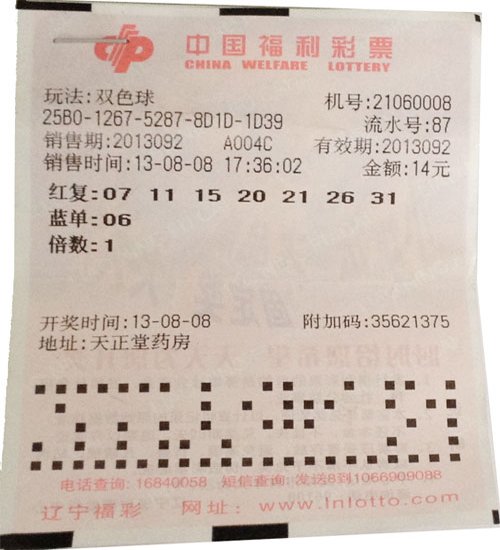 中国福利彩票
CHINA WELFARE LOTTERY
玩法:双色球 机号:21060008
25B0-1267-5287-8D1D-1D39 流水号:87
销售期:2013092 A004C 有效期:2013092
销售时间:13-08-08 17:36:02 金额:14元
红复:07 11 15 20 21 26 31
蓝单:06
倍数:1
开奖时间:13-08-08 附加码:35621375
地址:天正堂药房
电话查询:16840058 短信查询:发送8到1066909088
辽宁福彩 网址:www.lnlotto.com